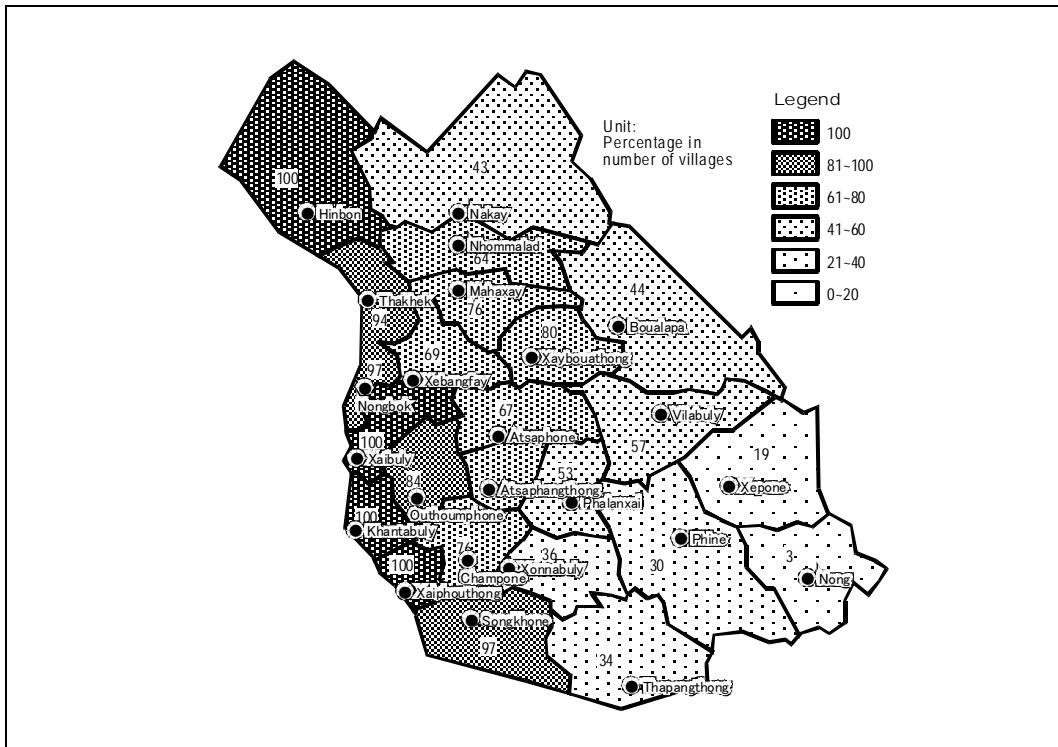 Legend
Unit:
Percentage in
number of villages
100
81~100
61~80
41~60
21~40
0~20
43
100
Hinbon
Nakay
Nhommalad
64
44
Mahaxay
76
Thakhek
94
Boualapa
80
69
Xaybouathong
97
Xebangfay
Nongbok
67
Vilabuly
Atsaphone
57
100
Xaibuly
19
53
84
Xepone
Atsaphangthong
Phalanxai
Outhoumphone
100
Khantabuly
Phine
76
36
3
100
Xonnabuly
30
Champone
Nong
Xaiphouthong
Songkhone
97
34
Thapangthong